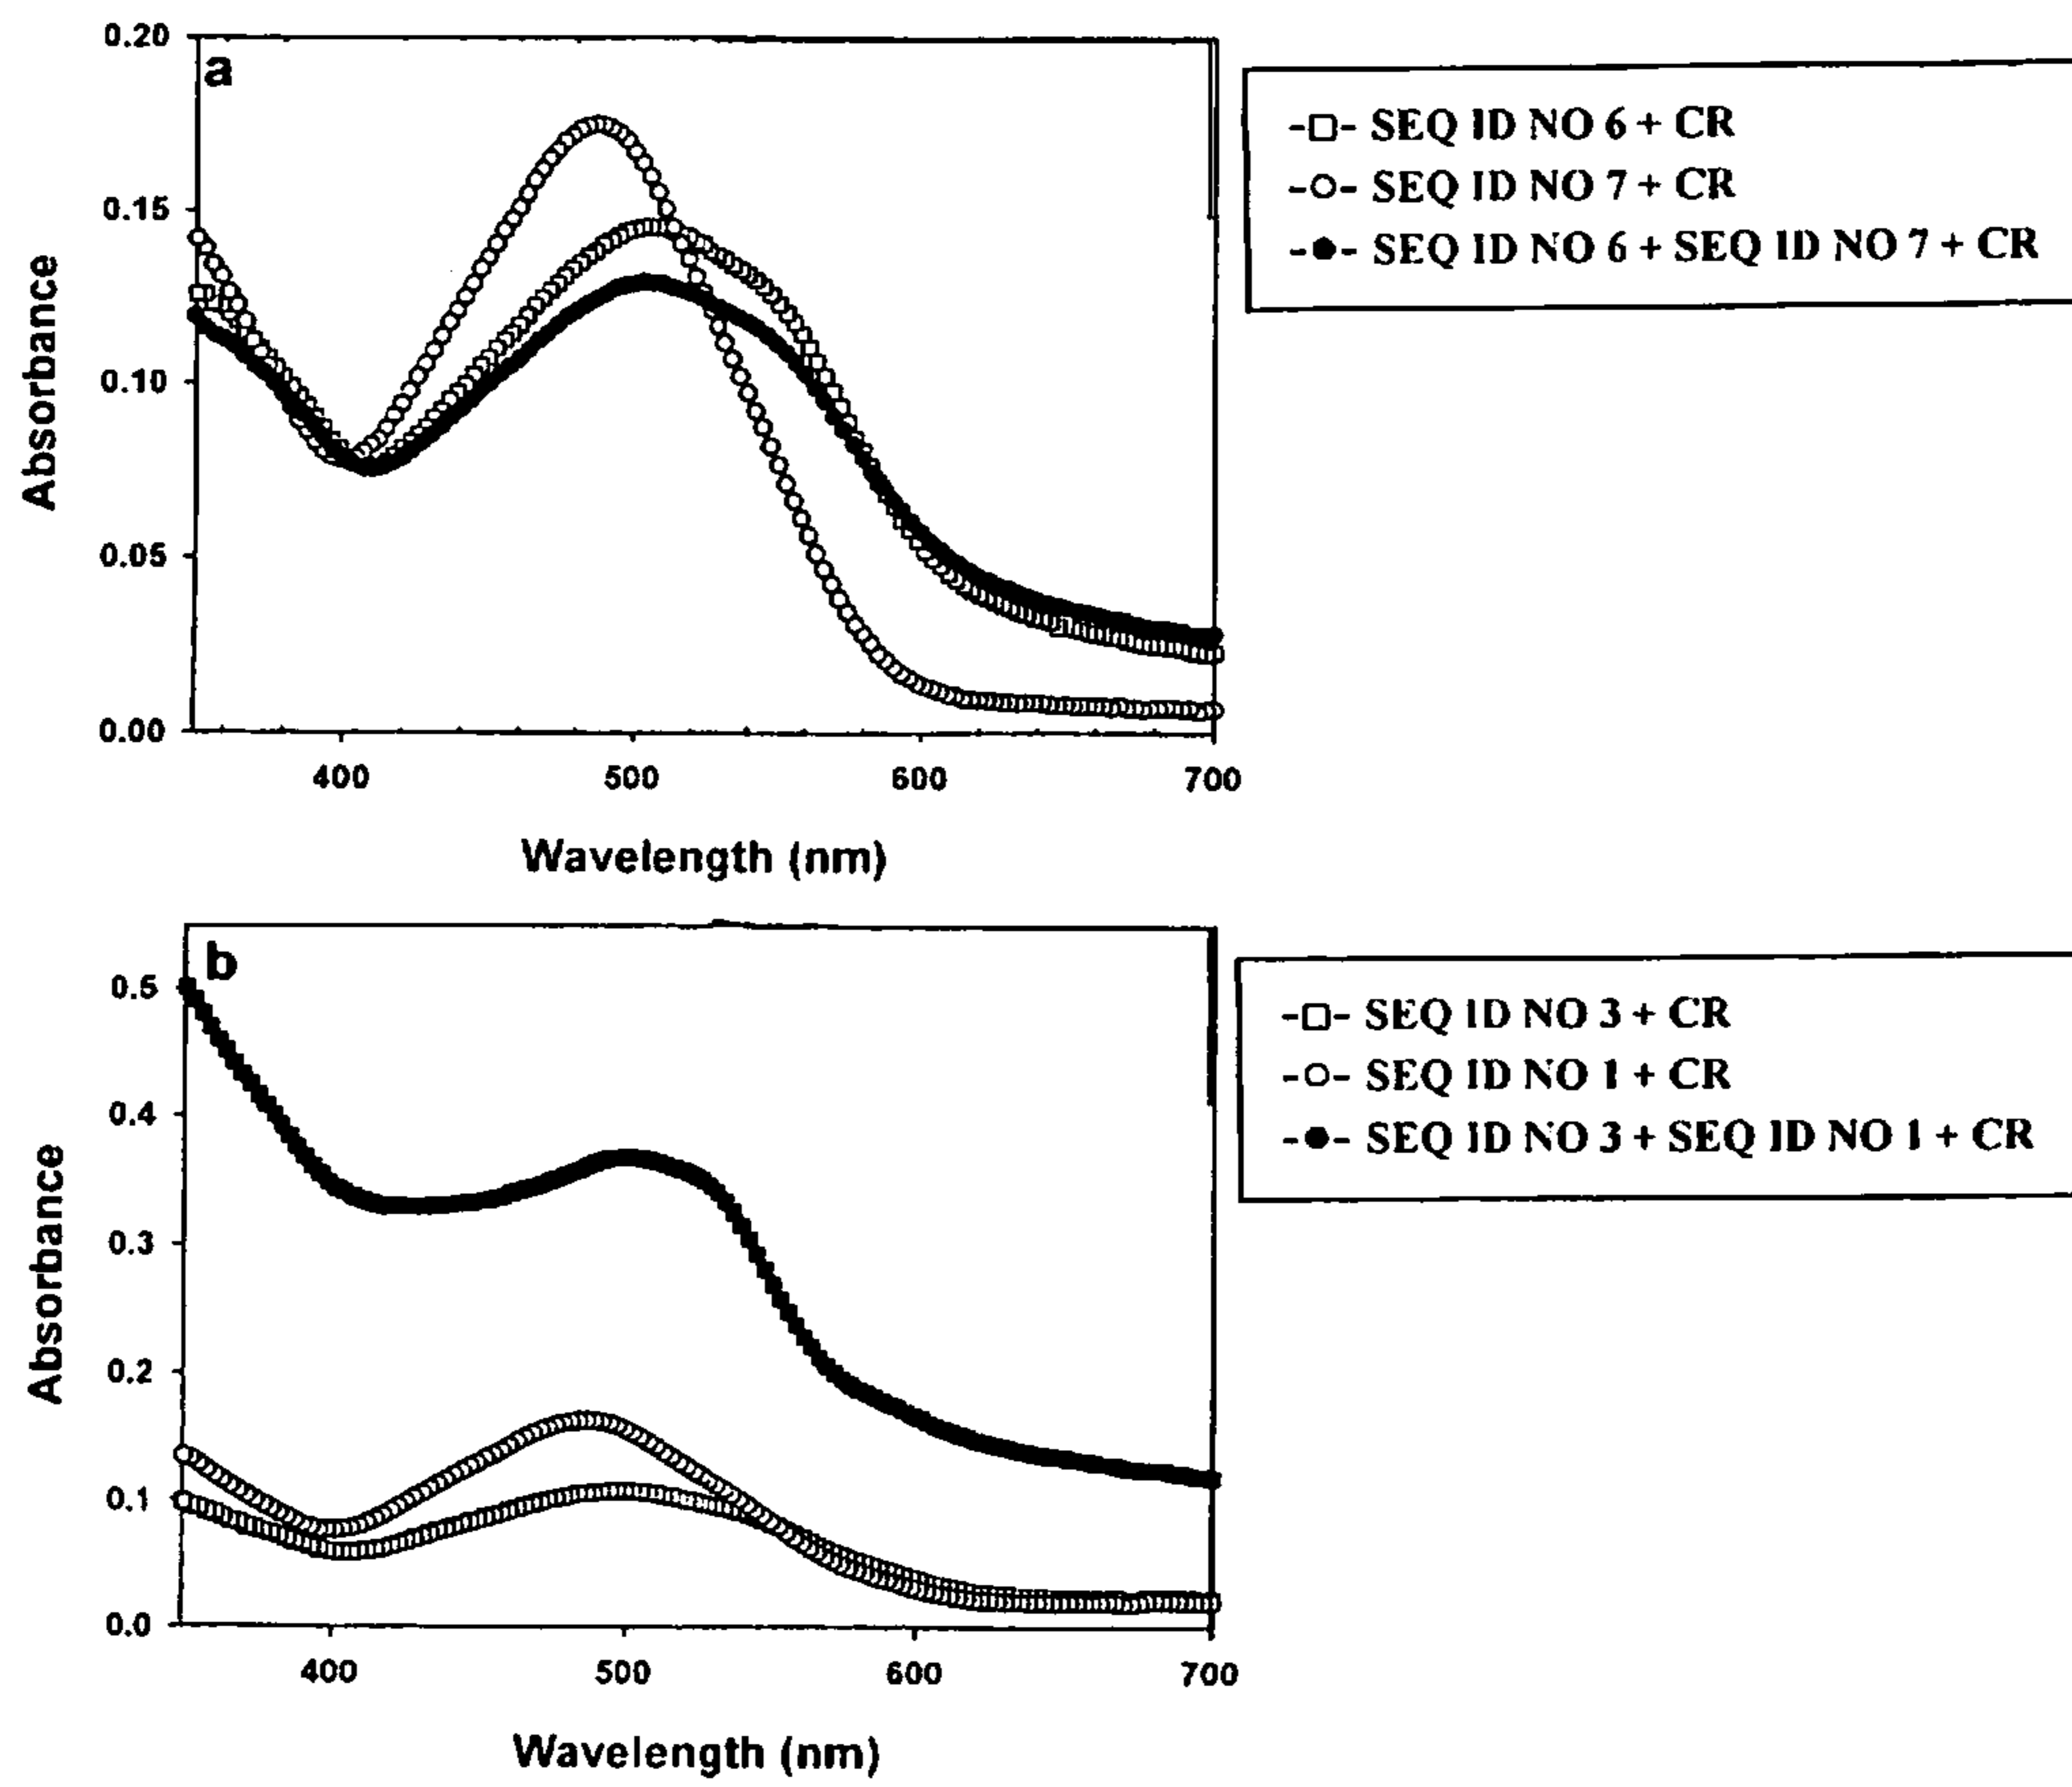 0.20
a
0.15
0.10
0.05
0.00
Absorbance
400 500 600 700
Wavelength (nm)
-□- SEQ ID NO 6 + CR
-○- SEQ ID NO 7 + CR
-●- SEQ ID NO 6 + SEQ ID NO 7 + CR
b
0.5
0.4
0.3
0.2
0.1
0.0
Absorbance
400 500 600 700
Wavelength (nm)
-□- SEQ ID NO 3 + CR
-○- SEQ ID NO 1 + CR
-●- SEQ ID NO 3 + SEQ ID NO 1 + CR